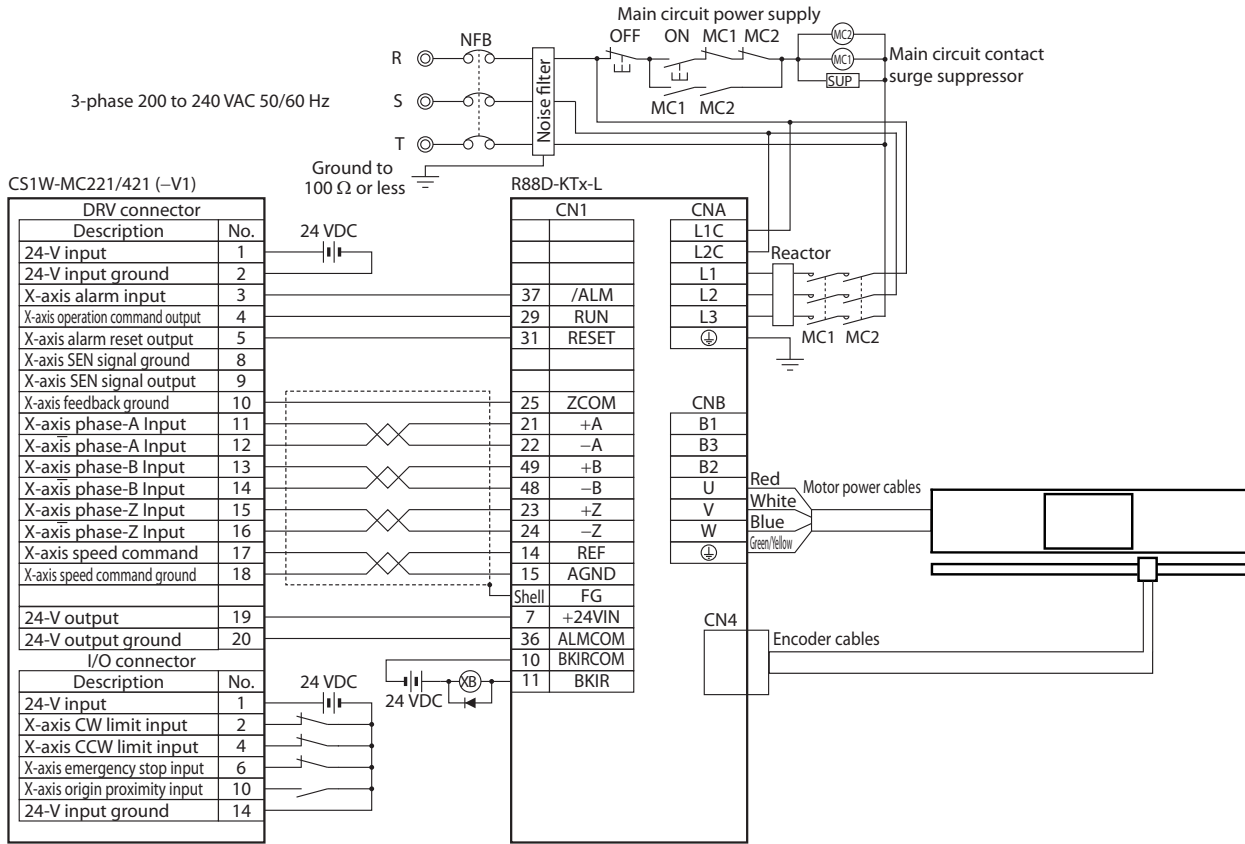 Main circuit power supply
OFF ON MC1 MC2
MC2
MC1
SUP
Main circuit contact
surge suppressor
MC1 MC2
NFB
R
S
T
Noise filter
3-phase 200 to 240 VAC 50/60 Hz
Ground to
100 Ω or less
CS1W-MC221/421 (−V1)
DRV connector
Description No.
24-V input 1
24-V input ground 2
X-axis alarm input 3
X-axis operation command output 4
X-axis alarm reset output 5
X-axis SEN signal ground 8
X-axis SEN signal output 9
X-axis feedback ground 10
X-axis phase-A Input 11
X-axis phase-A Input 12
X-axis phase-B Input 13
X-axis phase-B Input 14
X-axis phase-Z Input 15
X-axis phase-Z Input 16
X-axis speed command 17
X-axis speed command ground 18
24-V output 19
24-V output ground 20
I/O connector
Description No.
24-V input 1
X-axis CW limit input 2
X-axis CCW limit input 4
X-axis emergency stop input 6
X-axis origin proximity input 10
24-V input ground 14
24 VDC
24 VDC
24 VDC
XB
R88D-KTx-L
CN1
37 /ALM
29 RUN
31 RESET
25 ZCOM
21 +A
22 −A
49 +B
48 −B
23 +Z
24 −Z
14 REF
15 AGND
Shell FG
7 +24VIN
36 ALMCOM
10 BKIRCOM
11 BKIR
CNA
L1C
L2C
L1
L2
L3
Reactor
MC1 MC2
CNB
B1
B3
B2
U
V
W
Red
White
Blue
Green/Yellow
Motor power cables
CN4
Encoder cables